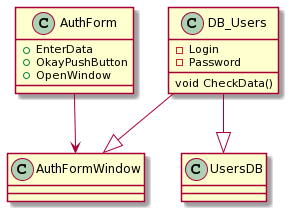 C AuthForm
EnterData
OkayPushButton
OpenWindow
C DB_Users
Login
Password
void CheckData()
C AuthFormWindow
C UsersDB